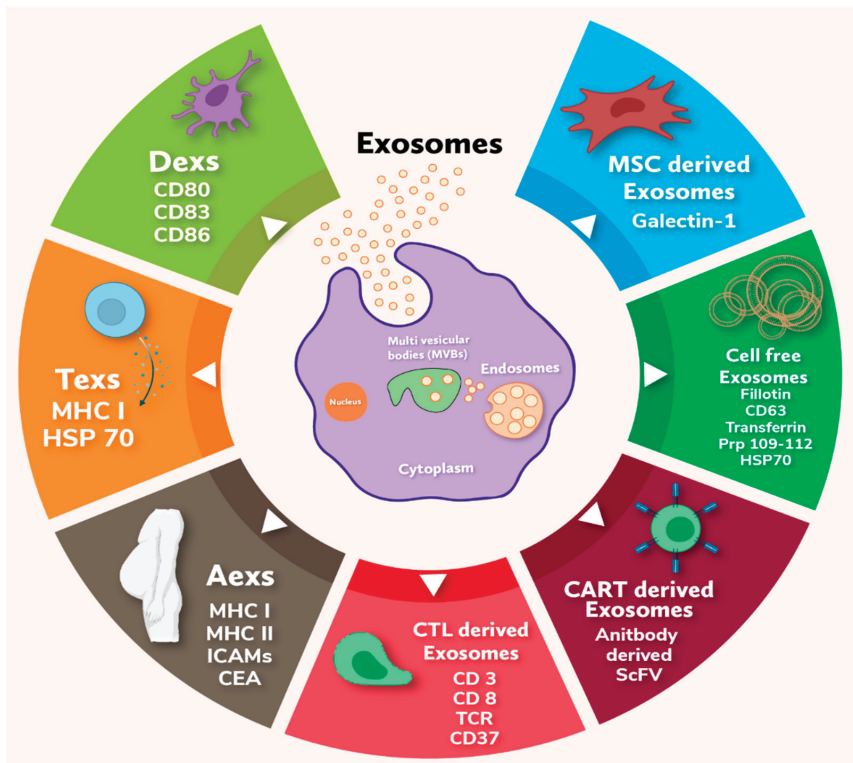 Exosomes
Dexs
CD80
CD83
CD86
MSC derived
Exosomes
Galectin-1
Texs
MHC I
HSP 70
Multi vesicular
bodies (MVBs)
Endosomes
Nucleus
Cytoplasm
Cell free
Exosomes
Fillotin
CD63
Transferrin
Prp 109-112
HSP70
Aexs
MHC I
MHC II
ICAMs
CEA
CTL derived
Exosomes
CD 3
CD 8
TCR
CD37
CART derived
Exosomes
Anitbody
derived
ScFV